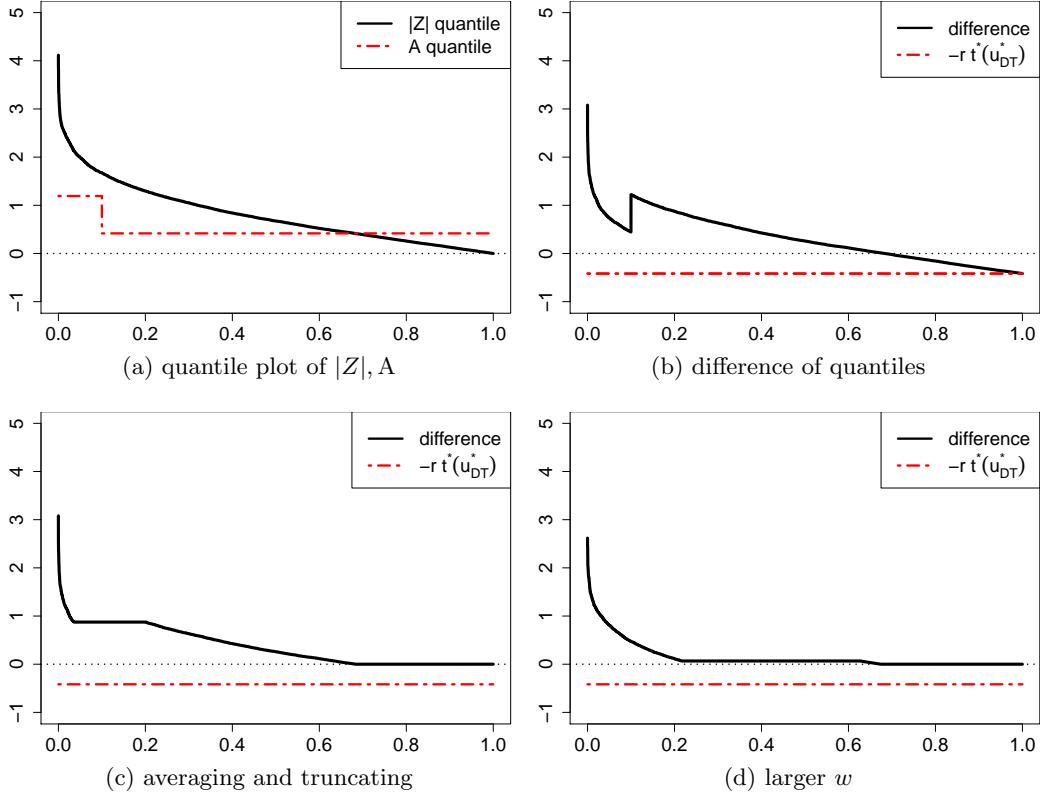 5
4
3
2
1
0
−1
|Z| quantile
A quantile
0.0 0.2 0.4 0.6 0.8 1.0
(a) quantile plot of |Z|, A
5
4
3
2
1
0
−1
difference
−r t*(u*DT)
0.0 0.2 0.4 0.6 0.8 1.0
(b) difference of quantiles
5
4
3
2
1
0
−1
difference
−r t*(u*DT)
0.0 0.2 0.4 0.6 0.8 1.0
(c) averaging and truncating
5
4
3
2
1
0
−1
difference
−r t*(u*DT)
0.0 0.2 0.4 0.6 0.8 1.0
(d) larger w